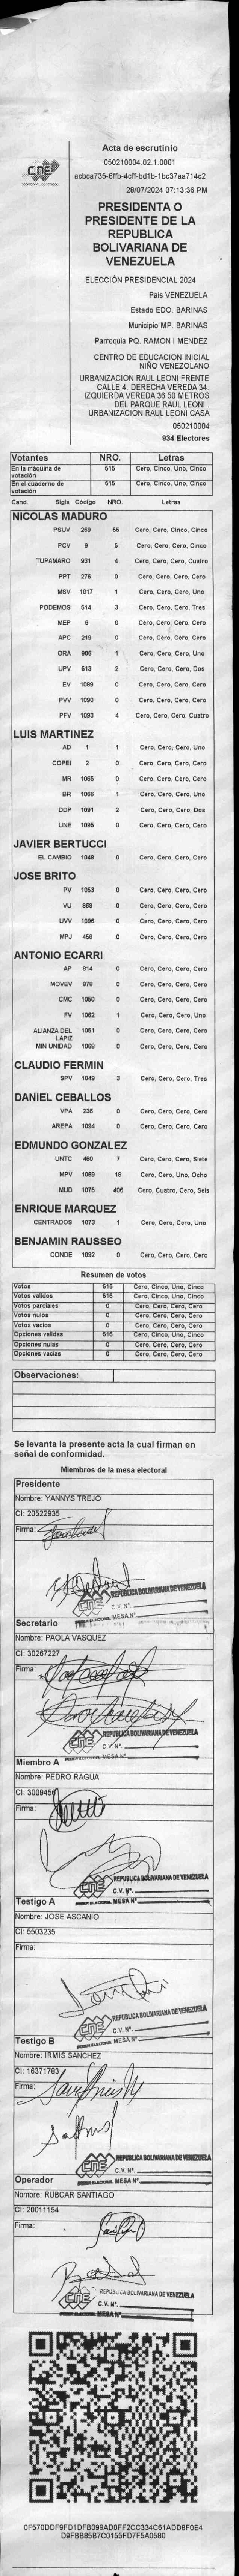 Acta de escrutinio
050210004.02.1.0001
acbca735-6ffb-4cff-bd1b-1bc37aa714c2
28/07/2024 07:13:36 PM
CNE
PRESIDENTA O
PRESIDENTE DE LA
REPUBLICA
BOLIVARIANA DE
VENEZUELA
ELECCIÓN PRESIDENCIAL 2024
Pais VENEZUELA
Estado EDO. BARINAS
Municipio MP. BARINAS
Parroquia PQ. RAMON I MENDEZ
CENTRO DE EDUCACION INICIAL
NIÑO VENEZOLANO
URBANIZACION RAUL LEONI FRENTE
CALLE 4. DERECHA VEREDA 34.
IZQUIERDA VEREDA 36 50 METROS
DEL PARQUE RAUL LEONI .
URBANIZACION RAUL LEONI CASA
050210004
934 Electores
Votantes NRO. Letras
En la máquina de votación 515 Cero, Cinco, Uno, Cinco
En el cuaderno de votación 515 Cero, Cinco, Uno, Cinco
Cand. Sigla Código NRO. Letras
NICOLAS MADURO
PSUV 269 55 Cero, Cero, Cinco, Cinco
PCV 9 5 Cero, Cero, Cero, Cinco
TUPAMARO 931 4 Cero, Cero, Cero, Cuatro
PPT 276 0 Cero, Cero, Cero, Cero
MSV 1017 1 Cero, Cero, Cero, Uno
PODEMOS 514 3 Cero, Cero, Cero, Tres
MEP 6 0 Cero, Cero, Cero, Cero
APC 219 0 Cero, Cero, Cero, Cero
ORA 906 1 Cero, Cero, Cero, Uno
UPV 513 2 Cero, Cero, Cero, Dos
EV 1089 0 Cero, Cero, Cero, Cero
PVV 1090 0 Cero, Cero, Cero, Cero
PFV 1093 4 Cero, Cero, Cero, Cuatro
LUIS MARTINEZ
AD 1 1 Cero, Cero, Cero, Uno
COPEI 2 0 Cero, Cero, Cero, Cero
MR 1065 0 Cero, Cero, Cero, Cero
BR 1066 1 Cero, Cero, Cero, Uno
DDP 1091 2 Cero, Cero, Cero, Dos
UNE 1095 0 Cero, Cero, Cero, Cero
JAVIER BERTUCCI
EL CAMBIO 1048 0 Cero, Cero, Cero, Cero
JOSE BRITO
PV 1053 0 Cero, Cero, Cero, Cero
VU 868 0 Cero, Cero, Cero, Cero
UVV 1096 0 Cero, Cero, Cero, Cero
MPJ 458 0 Cero, Cero, Cero, Cero
ANTONIO ECARRI
AP 814 0 Cero, Cero, Cero, Cero
MOVEV 878 0 Cero, Cero, Cero, Cero
CMC 1050 0 Cero, Cero, Cero, Cero
FV 1062 1 Cero, Cero, Cero, Uno
ALIANZA DEL LAPIZ 1051 0 Cero, Cero, Cero, Cero
MIN UNIDAD 1068 0 Cero, Cero, Cero, Cero
CLAUDIO FERMIN
SPV 1049 3 Cero, Cero, Cero, Tres
DANIEL CEBALLOS
VPA 236 0 Cero, Cero, Cero, Cero
AREPA 1094 0 Cero, Cero, Cero, Cero
EDMUNDO GONZALEZ
UNTC 460 7 Cero, Cero, Cero, Siete
MPV 1069 18 Cero, Cero, Uno, Ocho
MUD 1075 406 Cero, Cuatro, Cero, Seis
ENRIQUE MARQUEZ
CENTRADOS 1073 1 Cero, Cero, Cero, Uno
BENJAMIN RAUSSEO
CONDE 1092 0 Cero, Cero, Cero, Cero
Resumen de votos
Votos 515 Cero, Cinco, Uno, Cinco
Votos validos 515 Cero, Cinco, Uno, Cinco
Votos parciales 0 Cero, Cero, Cero, Cero
Votos nulos 0 Cero, Cero, Cero, Cero
Votos vacios 0 Cero, Cero, Cero, Cero
Opciones validas 515 Cero, Cinco, Uno, Cinco
Opciones nulas 0 Cero, Cero, Cero, Cero
Opciones vacias 0 Cero, Cero, Cero, Cero
Observaciones:
Se levanta la presente acta la cual firman en
señal de conformidad.
Miembros de la mesa electoral
Presidente
Nombre: YANNYS TREJO
CI: 20522935
Firma:
CNE REPUBLICA BOLIVARIANA DE VENEZUELA
C.V. N°.
MESA N°
Secretario
Nombre: PAOLA VASQUEZ
CI: 30267227
Firma:
CNE REPUBLICA BOLIVARIANA DE VENEZUELA
C.V. N°.
MESA N°
Miembro A
Nombre: PEDRO RAGUA
CI: 3009456
Firma:
CNE REPUBLICA BOLIVARIANA DE VENEZUELA
C.V. N°.
PODER ELECTORAL MESA N°
Testigo A
Nombre: JOSE ASCANIO
CI: 5503235
Firma:
CNE REPUBLICA BOLIVARIANA DE VENEZUELA
C.V. N°.
PODER ELECTORAL MESA N°
Testigo B
Nombre: IRMIS SANCHEZ
CI: 16371783
Firma:
CNE REPUBLICA BOLIVARIANA DE VENEZUELA
C.V. N°.
PODER ELECTORAL MESA N°
Operador
Nombre: RUBCAR SANTIAGO
CI: 20011154
Firma:
CNE REPUBLICA BOLIVARIANA DE VENEZUELA
C.V. N°.
PODER ELECTORAL MESA N°
0F570DDF9FD1DFB099AD0FF2CC334C61ADD8F0E4
D9FBB85B7C0155FD7F5A0580